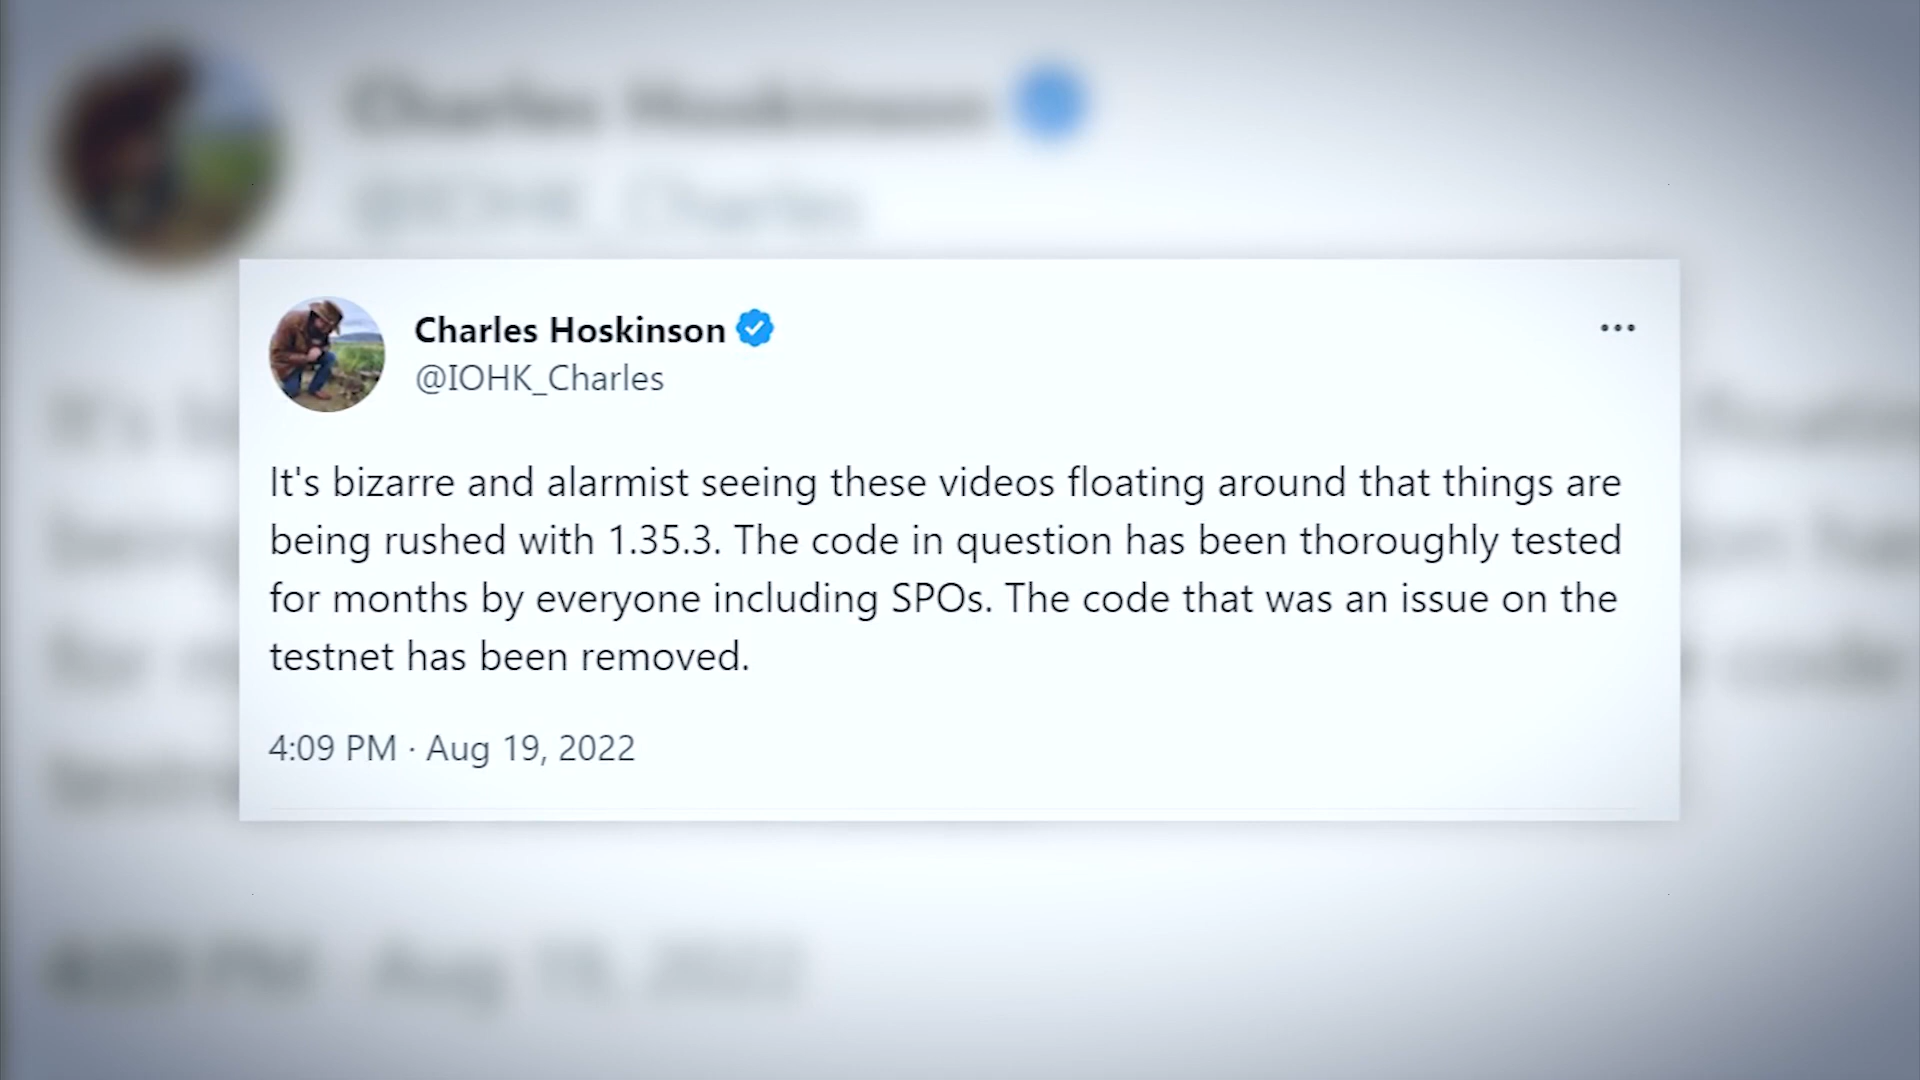 Charles Hoskinson
@IOHK_Charles
It's bizarre and alarmist seeing these videos floating around that things are
being rushed with 1.35.3. The code in question has been thoroughly tested
for months by everyone including SPOs. The code that was an issue on the
testnet has been removed.
4:09 PM · Aug 19, 2022